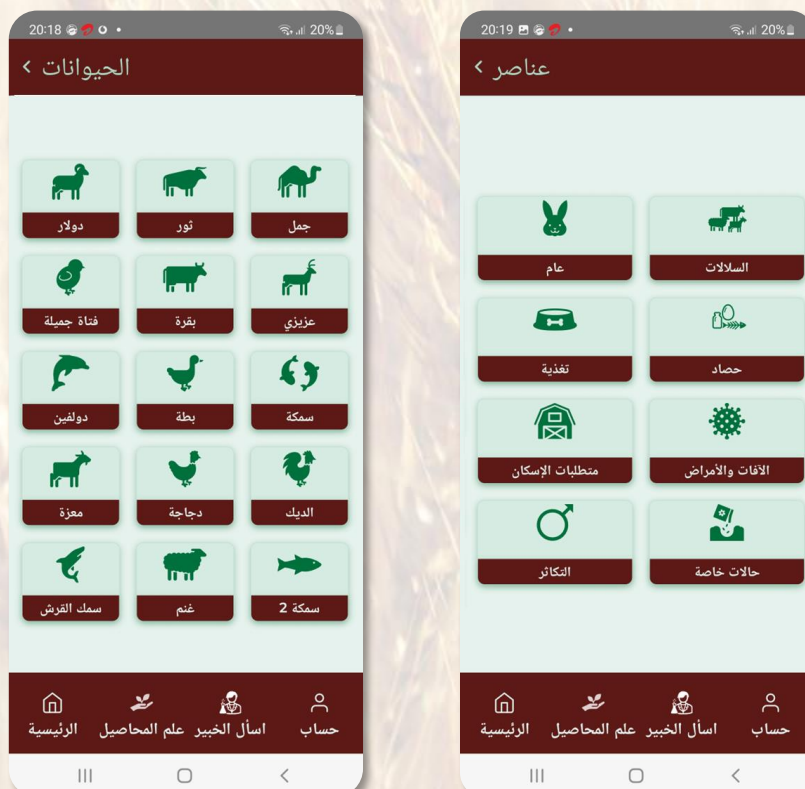 20:18
20%
الحيوانات
جمل
ثور
دولار
عزيزي
بقرة
فتاة جميلة
سمكة
بطة
دولفين
الديك
دجاجة
معزة
سمكة 2
غنم
سمك القرش
حساب
اسأل الخبير
علم المحاصيل
الرئيسية
20:19
20%
عناصر
السلالات
عام
حصاد
تغذية
الآفات والأمراض
متطلبات الإسكان
حالات خاصة
التكاثر
حساب
اسأل الخبير
علم المحاصيل
الرئيسية